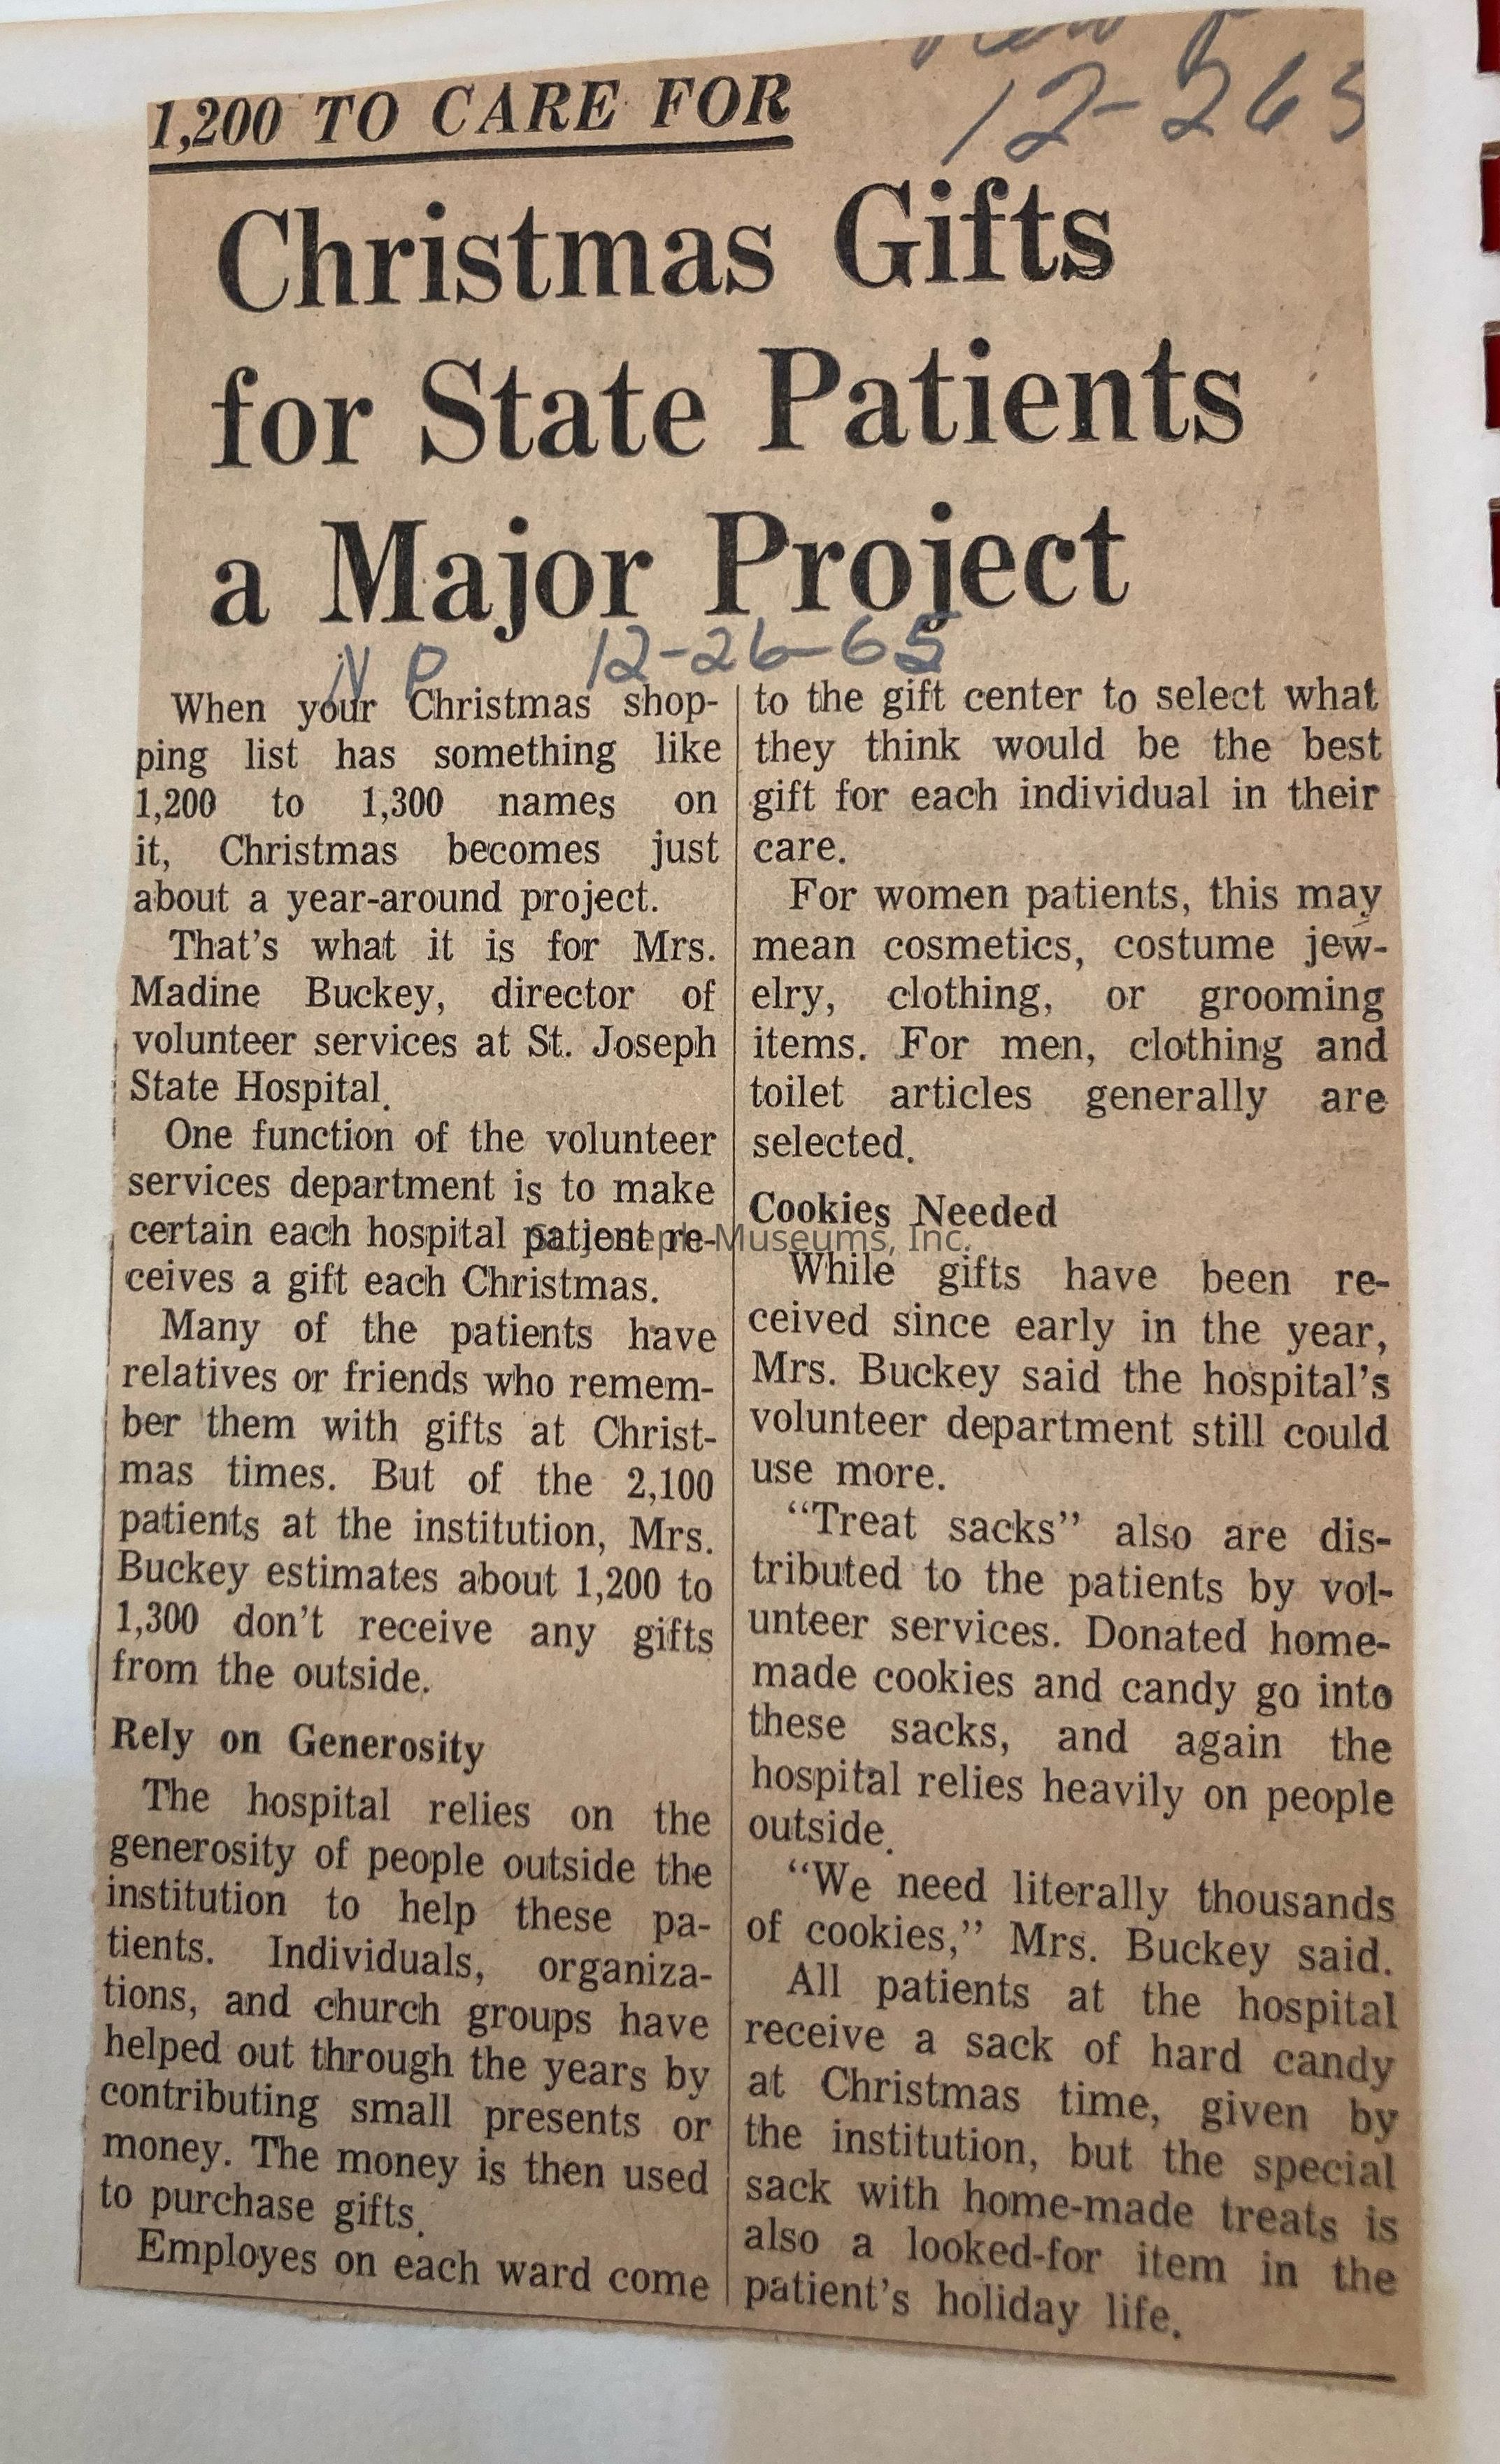 12-265
1,200 TO CARE FOR
Christmas Gifts
for State Patients
a Major Project
N P 12-26-65
When your Christmas shop-
ping list has something like
1,200 to 1,300 names on
it, Christmas becomes just
about a year-around project.
That's what it is for Mrs.
Madine Buckey, director of
volunteer services at St. Joseph
State Hospital.
One function of the volunteer
services department is to make
certain each hospital patient re-
ceives a gift each Christmas.
Many of the patients have
relatives or friends who remem-
ber them with gifts at Christ-
mas times. But of the 2,100
patients at the institution, Mrs.
Buckey estimates about 1,200 to
1,300 don't receive any gifts
from the outside.
Rely on Generosity
The hospital relies on the
generosity of people outside the
institution to help these pa-
tients. Individuals, organiza-
tions, and church groups have
helped out through the years by
contributing small presents or
money. The money is then used
to purchase gifts.
Employes on each ward come
to the gift center to select what
they think would be the best
gift for each individual in their
care.
For women patients, this may
mean cosmetics, costume jew-
elry, clothing, or grooming
items. For men, clothing and
toilet articles generally are
selected.
Cookies Needed
While gifts have been re-
ceived since early in the year,
Mrs. Buckey said the hospital's
volunteer department still could
use more.
"Treat sacks" also are dis-
tributed to the patients by vol-
unteer services. Donated home-
made cookies and candy go into
these sacks, and again the
hospital relies heavily on people
outside.
"We need literally thousands
of cookies," Mrs. Buckey said.
All patients at the hospital
receive a sack of hard candy
at Christmas time, given by
the institution, but the special
sack with home-made treats is
also a looked-for item in the
patient's holiday life.
St. Joseph Museums, Inc.